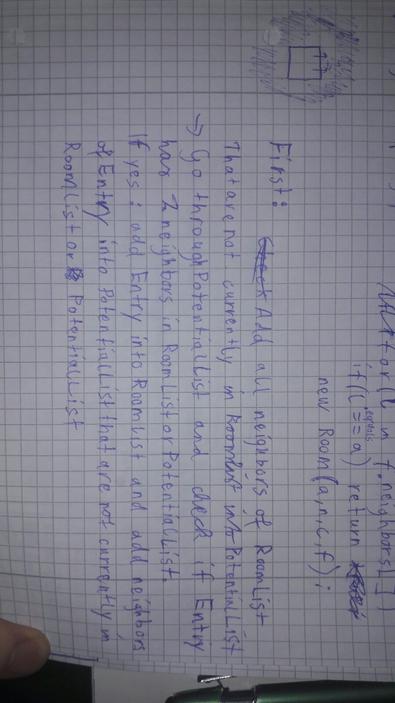 for(C in f.neighbors[])
if(C == a) return
equals
new Room(a,n,c,f);
First:
Add all neighbors of RoomList
That are not currently in Roomlist into PotentialList
→ Go through PotentialList and check if Entry
has 2 neighbors in RoomList or PotentialList.
If yes: add Entry into RoomList and add neighbors
of Entry into PotentialList that are not currently in
RoomList or PotentialList